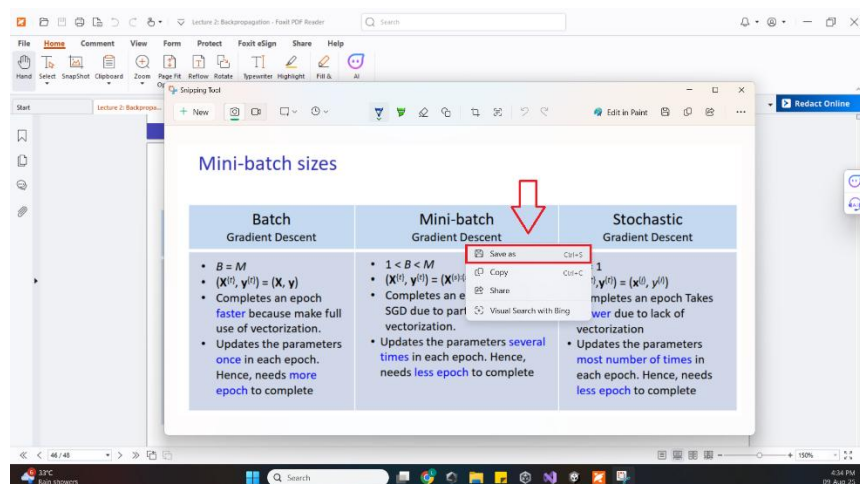 Lecture 2: Backpropagation - Foxit PDF Reader
Search
File Home Comment View Form Protect Foxit eSign Share Help
Hand Select SnapShot Clipboard Zoom Page Fit Reflow Rotate Typewriter Highlight Fill & AI
Snipping Tool
Start
Lecture 2: Backpropa...
+ New
Edit in Paint
Redact Online
Mini-batch sizes
Batch
Gradient Descent
• B = M
• (X^(t), y^(t)) = (X, y)
• Completes an epoch
faster because make full
use of vectorization.
• Updates the parameters
once in each epoch.
Hence, needs more
epoch to complete
Mini-batch
Gradient Descent
• 1 < B < M
• Completes an e
SGD due to par
vectorization.
• Updates the parameters several
times in each epoch. Hence,
needs less epoch to complete
Stochastic
Gradient Descent
1
y^(t)) = (x^(i), y^(i))
mpletes an epoch Takes
wer due to lack of
vectorization
• Updates the parameters
most number of times in
each epoch. Hence, needs
less epoch to complete
Save as Ctrl+S
Copy Ctrl+C
Share
Visual Search with Bing
46 / 48
150%
33°C
Rain showers
Search
4:34 PM
09 Aug 25